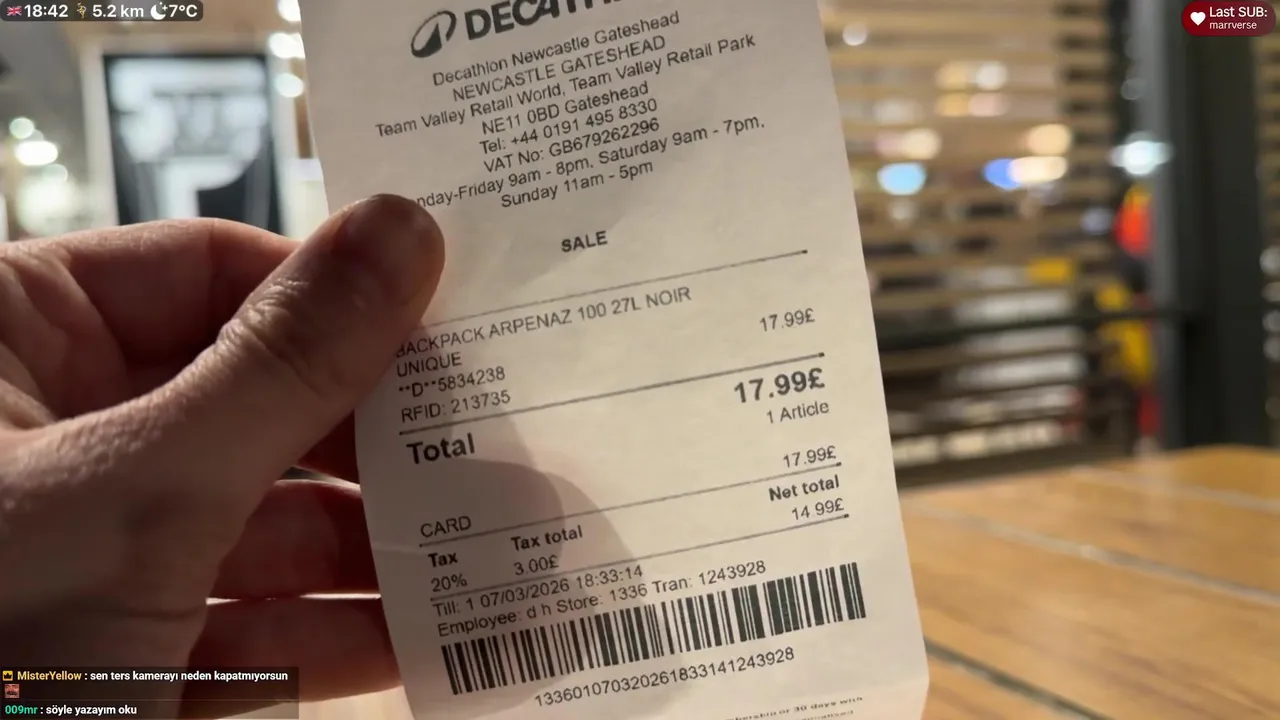 18:42 5.2 km 7°C
Last SUB:
marrverse
Decathlon Newcastle Gateshead
NEWCASTLE GATESHEAD
Team Valley Retail World, Team Valley Retail Park
NE11 0BD Gateshead
Tel: +44 0191 495 8330
VAT No: GB679262296
nday-Friday 9am - 8pm, Saturday 9am - 7pm,
Sunday 11am - 5pm
SALE
BACKPACK ARPENAZ 100 27L NOIR
UNIQUE 17.99£
**D**5834238
RFID: 213735
Total 17.99£
1 Article
CARD 17.99£
Tax Tax total Net total
20% 3.00£ 14.99£
Till: 1 07/03/2026 18:33:14
Employee: d h Store: 1336 Tran: 1243928
13360107032026183314​1243928
MisterYellow : sen ters kamerayı neden kapatmıyorsun
009mr : söyle yazayım oku